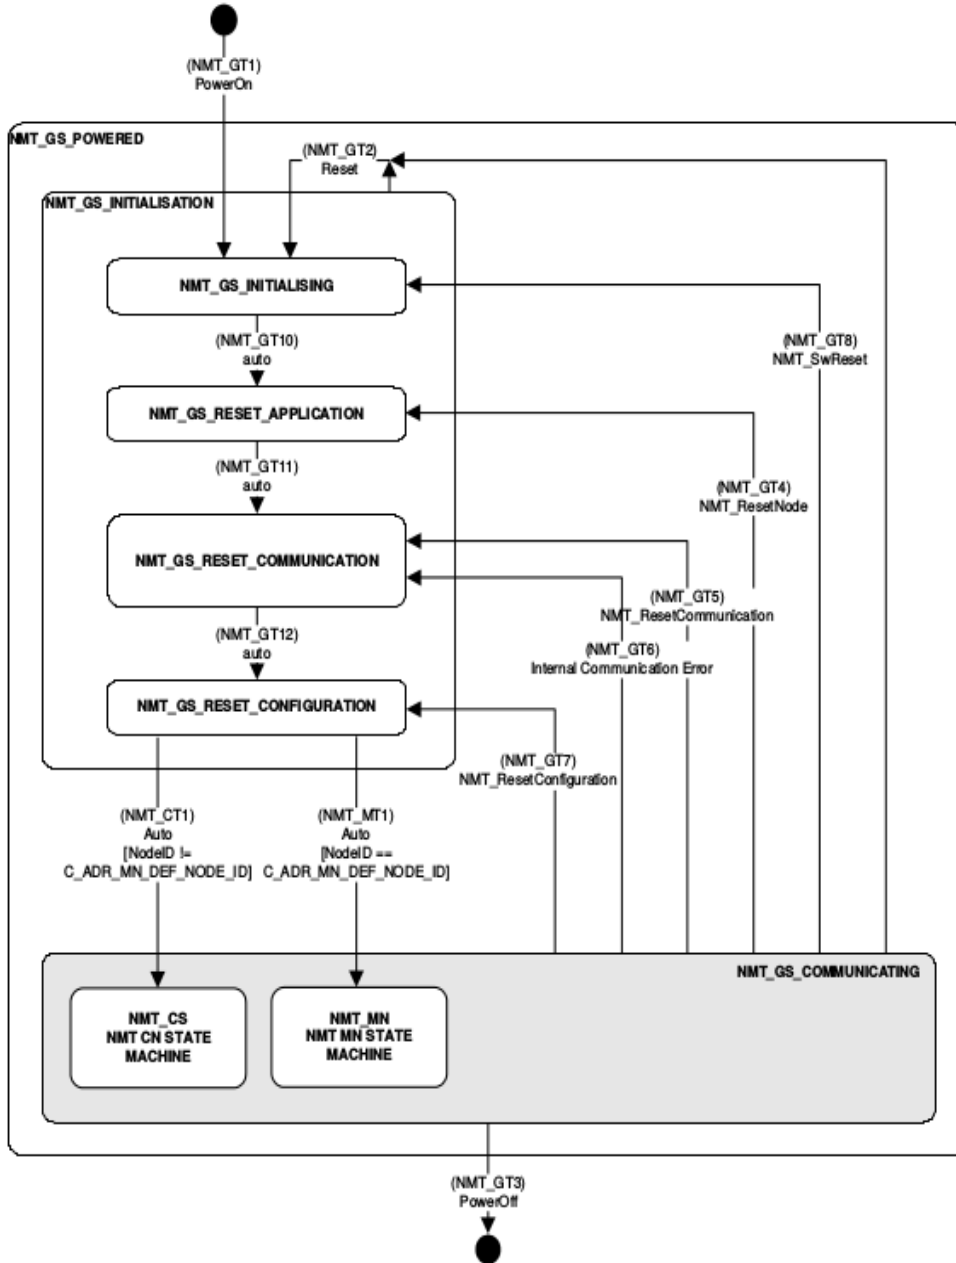 (NMT_GT1)
PowerOn
NMT_GS_POWERED
(NMT_GT2)
Reset
NMT_GS_INITIALISATION
NMT_GS_INITIALISING
(NMT_GT10)
auto
(NMT_GT8)
NMT_SwReset
NMT_GS_RESET_APPLICATION
(NMT_GT11)
auto
(NMT_GT4)
NMT_ResetNode
NMT_GS_RESET_COMMUNICATION
(NMT_GT5)
NMT_ResetCommunication
(NMT_GT12)
auto
(NMT_GT6)
Internal Communication Error
NMT_GS_RESET_CONFIGURATION
(NMT_GT7)
NMT_ResetConfiguration
(NMT_CT1)
Auto
[NodeID !=
C_ADR_MN_DEF_NODE_ID]
(NMT_MT1)
Auto
[NodeID ==
C_ADR_MN_DEF_NODE_ID]
NMT_GS_COMMUNICATING
NMT_CS
NMT CN STATE
MACHINE
NMT_MN
NMT MN STATE
MACHINE
(NMT_GT3)
PowerOff